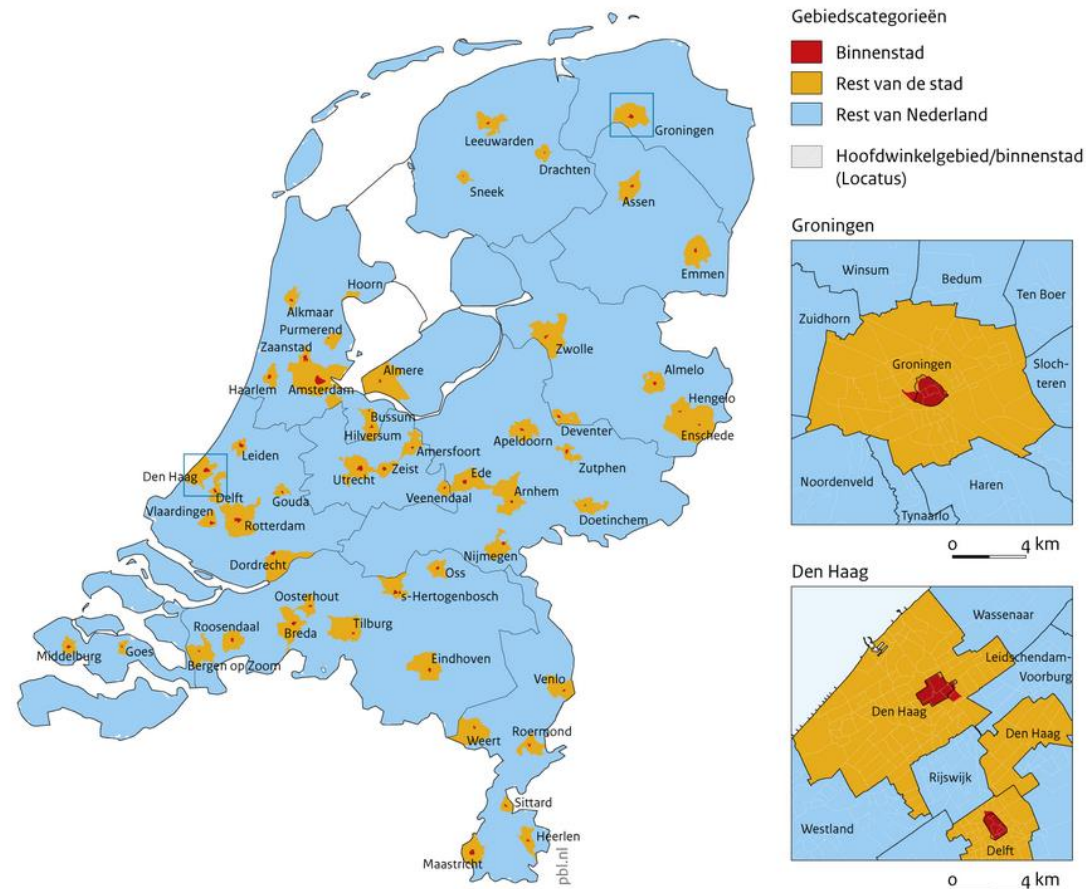 Gebiedscategorieën
Binnenstad
Rest van de stad
Rest van Nederland
Hoofdwinkelgebied/binnenstad
(Locatus)
Leeuwarden
Groningen
Drachten
Sneek
Assen
Emmen
Hoorn
Alkmaar
Purmerend
Zaanstad
Zwolle
Haarlem
Amsterdam
Almere
Almelo
Hengelo
Bussum
Hilversum
Deventer
Enschede
Apeldoorn
Amersfoort
Leiden
Zutphen
Den Haag
Utrecht
Zeist
Ede
Delft
Gouda
Veenendaal
Arnhem
Vlaardingen
Rotterdam
Doetinchem
Nijmegen
Dordrecht
Oss
's-Hertogenbosch
Oosterhout
Roosendaal
Breda
Tilburg
Middelburg
Goes
Bergen op Zoom
Eindhoven
Venlo
Weert
Roermond
Sittard
Heerlen
Maastricht
pbl.nl
Groningen
Winsum
Bedum
Ten Boer
Zuidhorn
Groningen
Sloch-
teren
Noordenveld
Haren
Tynaarlo
0 4 km
Den Haag
Wassenaar
Leidschendam-
Voorburg
Den Haag
Den Haag
Rijswijk
Westland
Delft
0 4 km